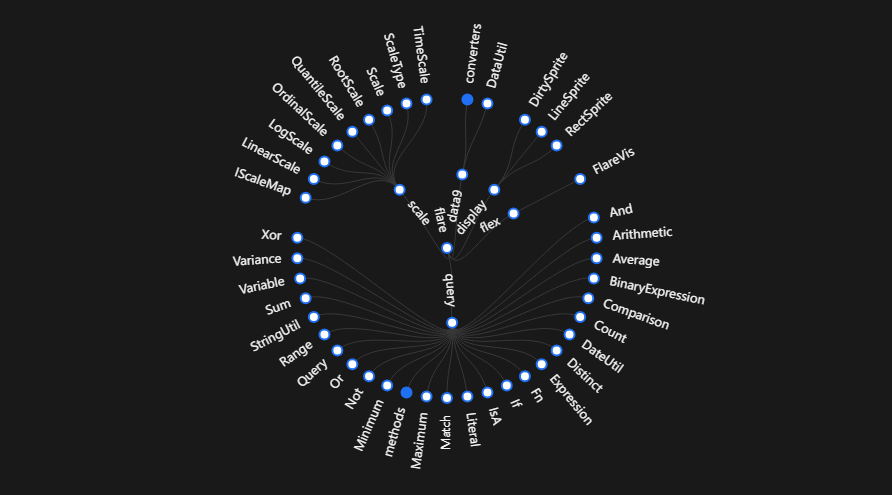 converters
DataUtil
DirtySprite
LineSprite
RectSprite
FlareVis
And
Arithmetic
Average
BinaryExpression
Comparison
Count
DateUtil
Distinct
Expression
Fn
If
IsA
Literal
Match
Maximum
methods
Minimum
Not
Or
Query
Range
StringUtil
Sum
Variable
Variance
Xor
IScaleMap
LinearScale
LogScale
OrdinalScale
QuantileScale
RootScale
Scale
ScaleType
TimeScale
scale
flare
data9
display
flex
query